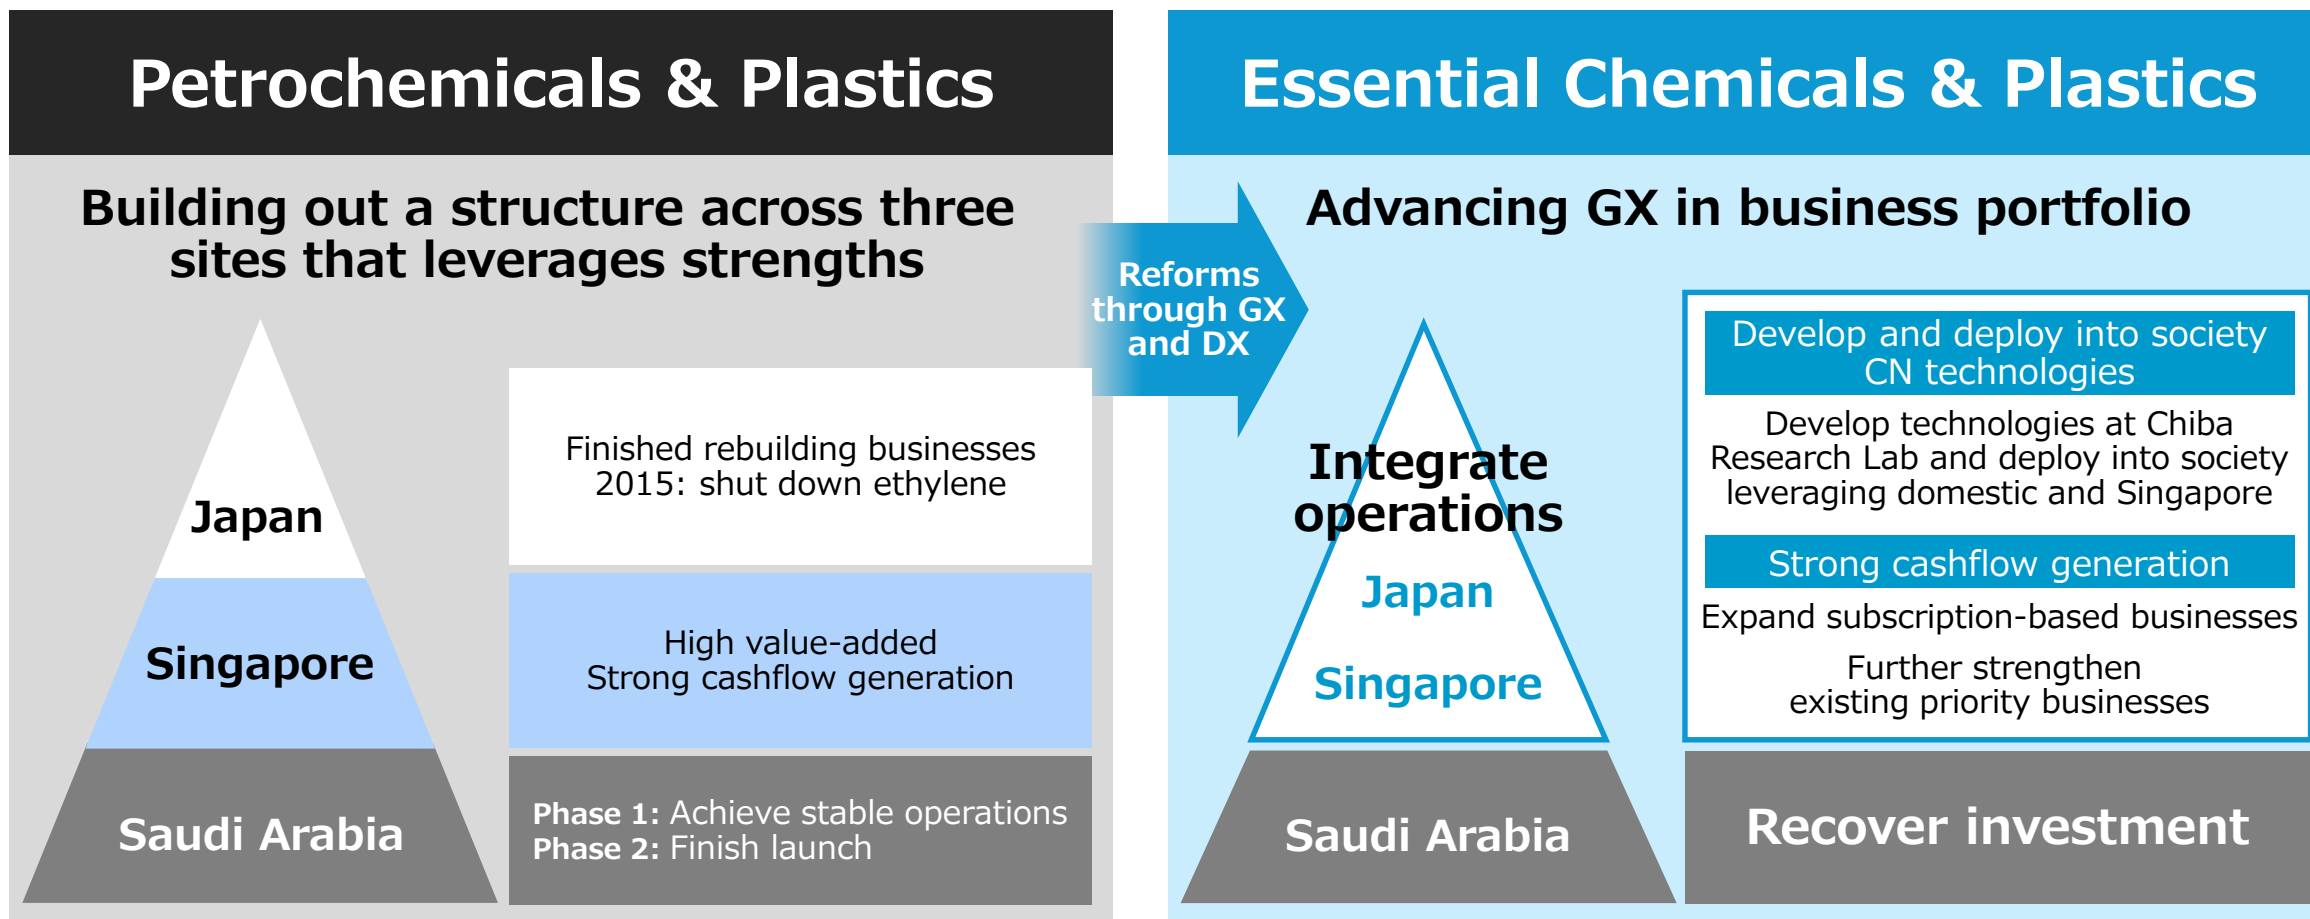 Petrochemicals & Plastics
Building out a structure across three
sites that leverages strengths
Japan
Finished rebuilding businesses
2015: shut down ethylene
Singapore
High value-added
Strong cashflow generation
Saudi Arabia
Phase 1: Achieve stable operations
Phase 2: Finish launch
Reforms
through GX
and DX
Essential Chemicals & Plastics
Advancing GX in business portfolio
Integrate
operations
Japan
Singapore
Develop and deploy into society
CN technologies
Develop technologies at Chiba
Research Lab and deploy into society
leveraging domestic and Singapore
Strong cashflow generation
Expand subscription-based businesses
Further strengthen
existing priority businesses
Saudi Arabia
Recover investment